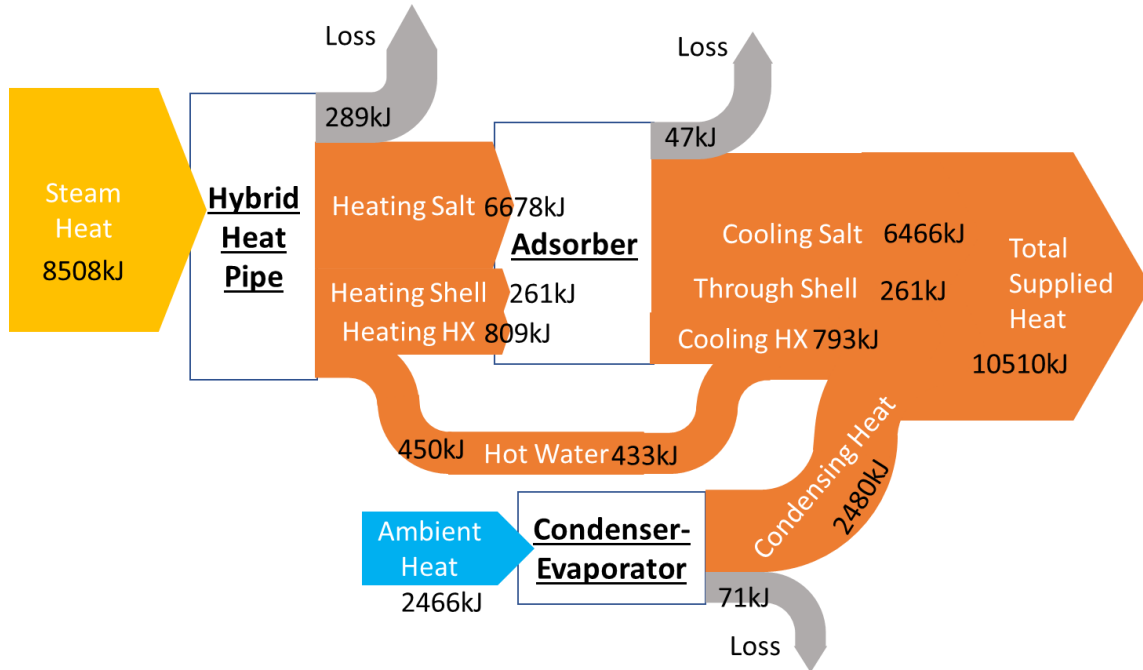 Loss
289kJ
Loss
47kJ
Steam
Heat
8508kJ
Hybrid
Heat
Pipe
Heating Salt 6678kJ
Heating Shell 261kJ
Heating HX 809kJ
Adsorber
Cooling Salt 6466kJ
Through Shell 261kJ
Cooling HX 793kJ
Total
Supplied
Heat
10510kJ
450kJ Hot Water 433kJ
Condensing Heat
2480kJ
Ambient
Heat
2466kJ
Condenser-
Evaporator
71kJ
Loss